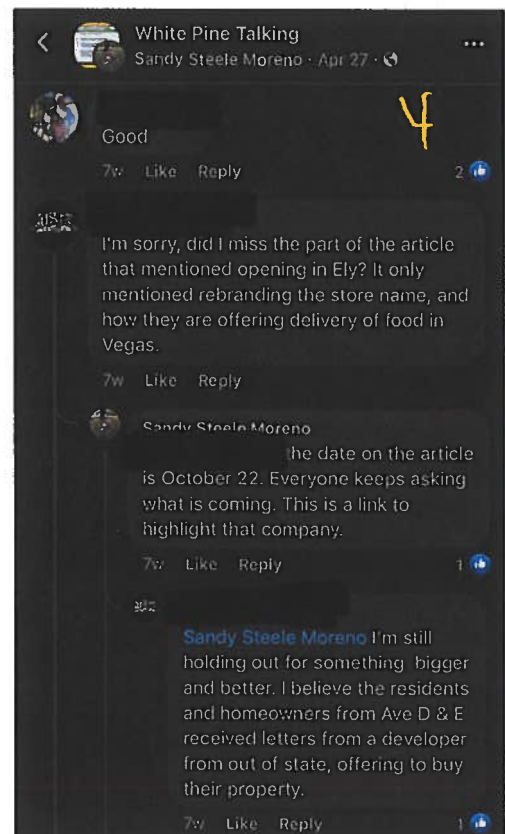 White Pine Talking
Sandy Steele Moreno · Apr 27 ·
4
Good
7w Like Reply 2
I'm sorry, did I miss the part of the article
that mentioned opening in Ely? It only
mentioned rebranding the store name, and
how they are offering delivery of food in
Vegas.
7w Like Reply
Sandy Steele Moreno
he date on the article
is October 22. Everyone keeps asking
what is coming. This is a link to
highlight that company.
7w Like Reply 1
Sandy Steele Moreno I'm still
holding out for something bigger
and better. I believe the residents
and homeowners from Ave D & E
received letters from a developer
from out of state, offering to buy
their property.
7w Like Reply 1